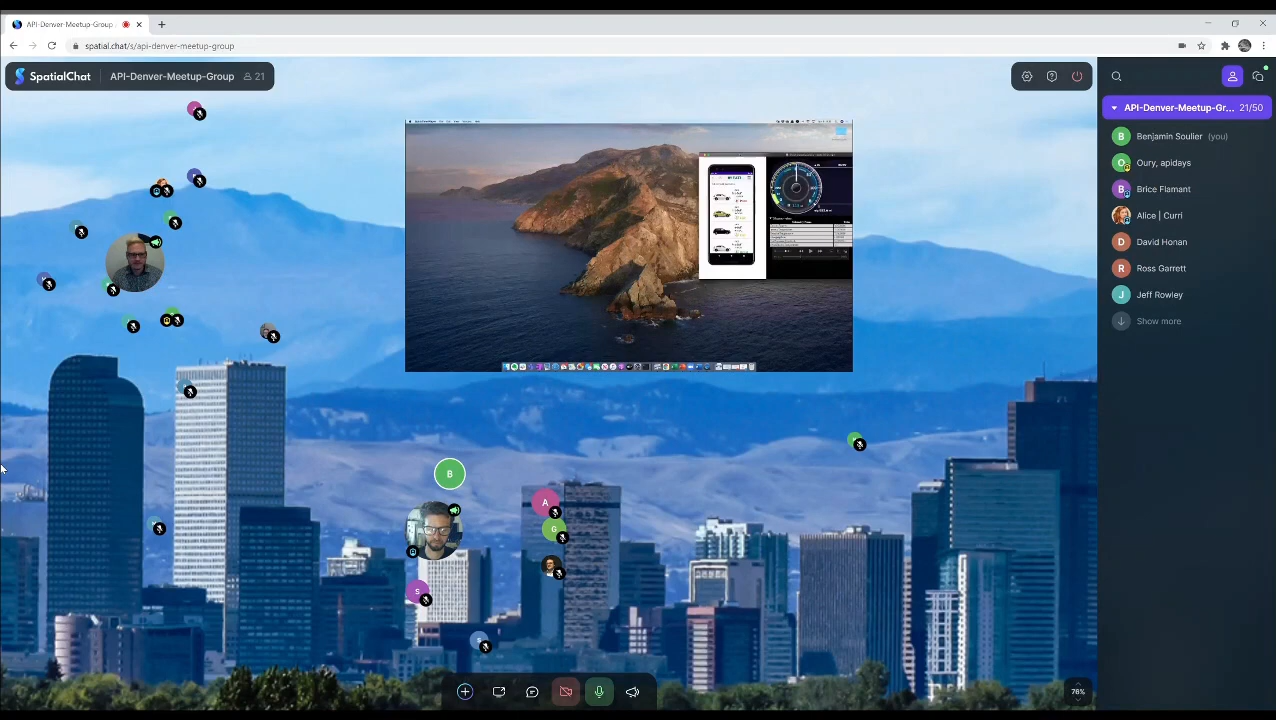 API-Denver-Meetup-Group
spatial.chat/s/api-denver-meetup-group
SpatialChat
API-Denver-Meetup-Group
21
API-Denver-Meetup-Gr... 21/50
B
Benjamin Soulier (you)
Oury, apidays
Brice Flamant
Alice | Curri
David Honan
D
Ross Garrett
R
Jeff Rowley
J
Show more
B
A
G
S
76%